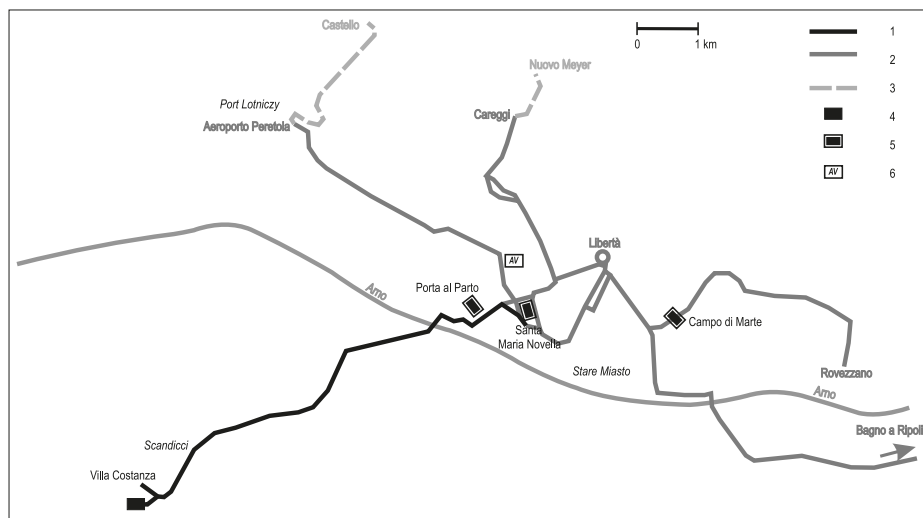 Castello
0 1 km
1
2
3
4
5
AV 6
Nuovo Meyer
Port Lotniczy
Aeroporto Peretola
Careggi
Libertà
AV
Arno
Porta al Parto
Campo di Marte
Santa
Maria Novella
Stare Miasto
Rovezzano
Arno
Bagno a Ripoli
Scandicci
Villa Costanza